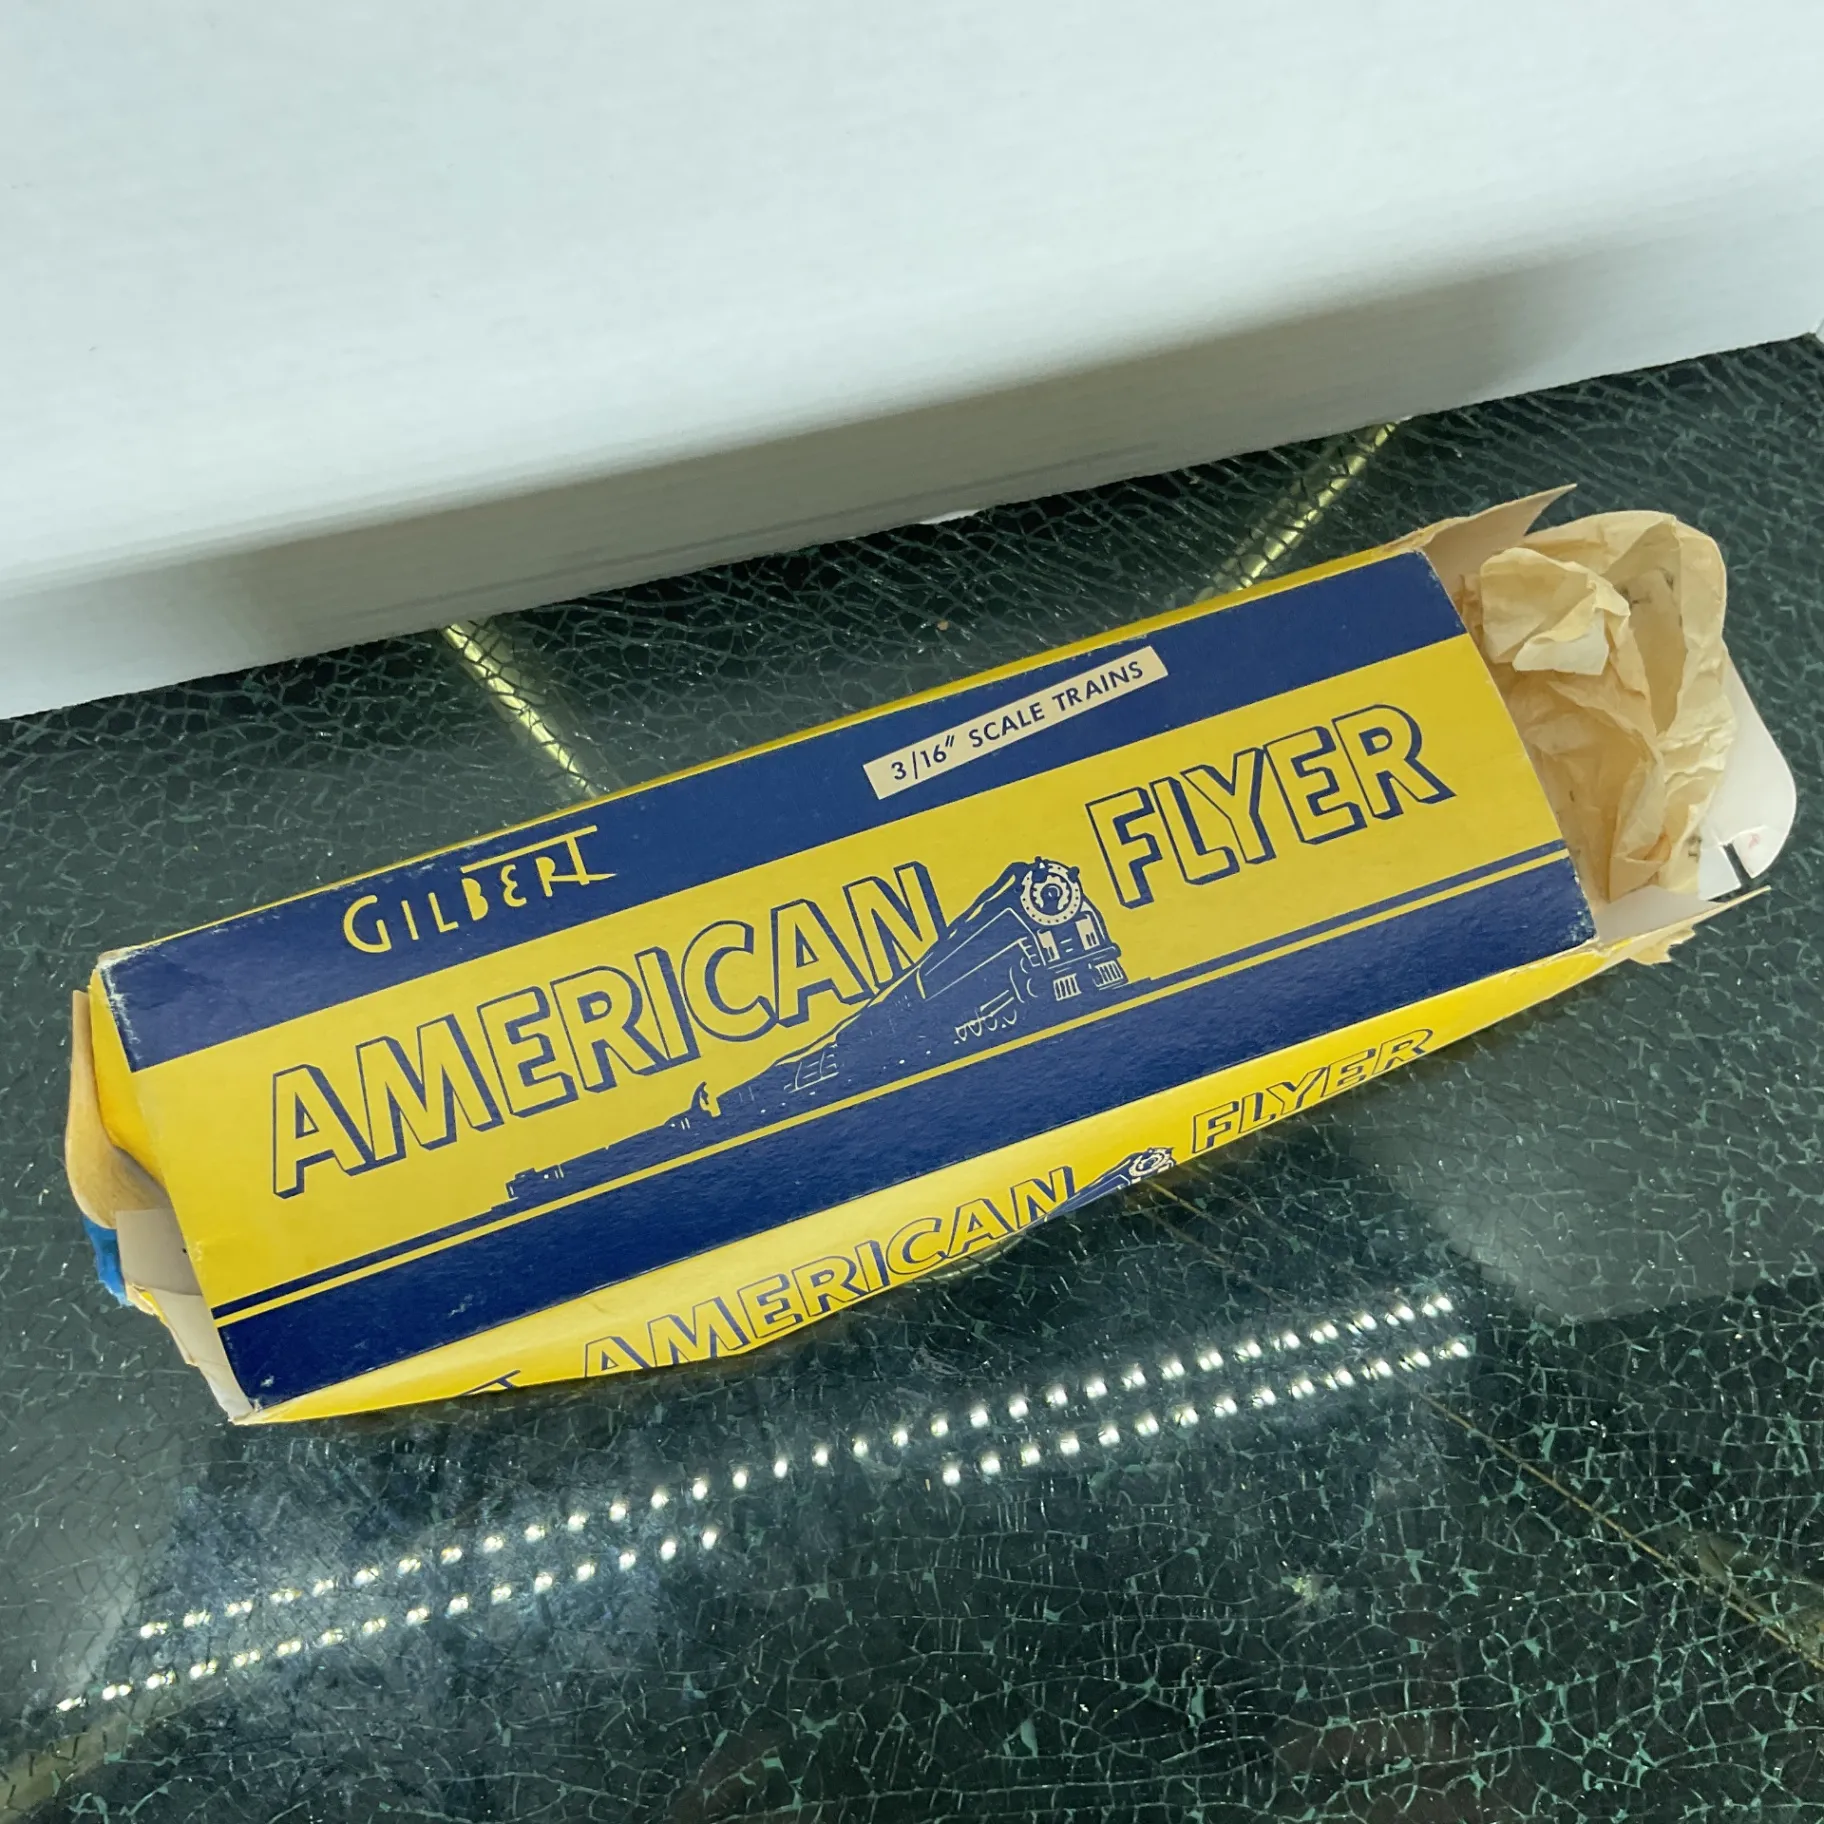 GILBERT
3/16" SCALE TRAINS
AMERICAN FLYER
AMERICAN FLYER